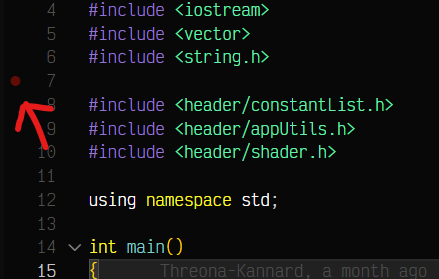 4 #include <iostream>
5 #include <vector>
6 #include <string.h>
7
8 #include <header/constantList.h>
9 #include <header/appUtils.h>
10 #include <header/shader.h>
11
12 using namespace std;
13
14 int main()
15 { Threona-Kannard, a month ago